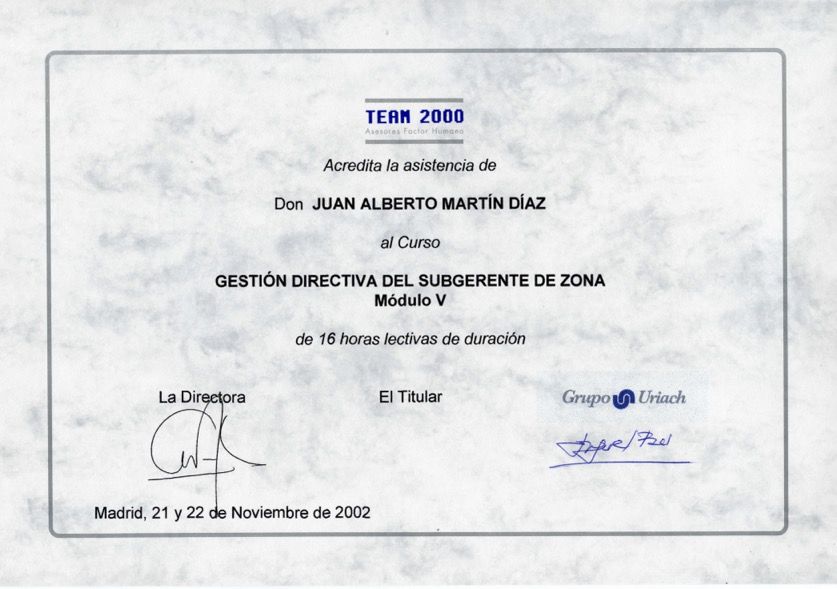 TEAM 2000
Asesores Factor Humano
Acredita la asistencia de
Don JUAN ALBERTO MARTÍN DÍAZ
al Curso
GESTIÓN DIRECTIVA DEL SUBGERENTE DE ZONA
Módulo V
de 16 horas lectivas de duración
La Directora
El Titular
Grupo Uriach
Madrid, 21 y 22 de Noviembre de 2002